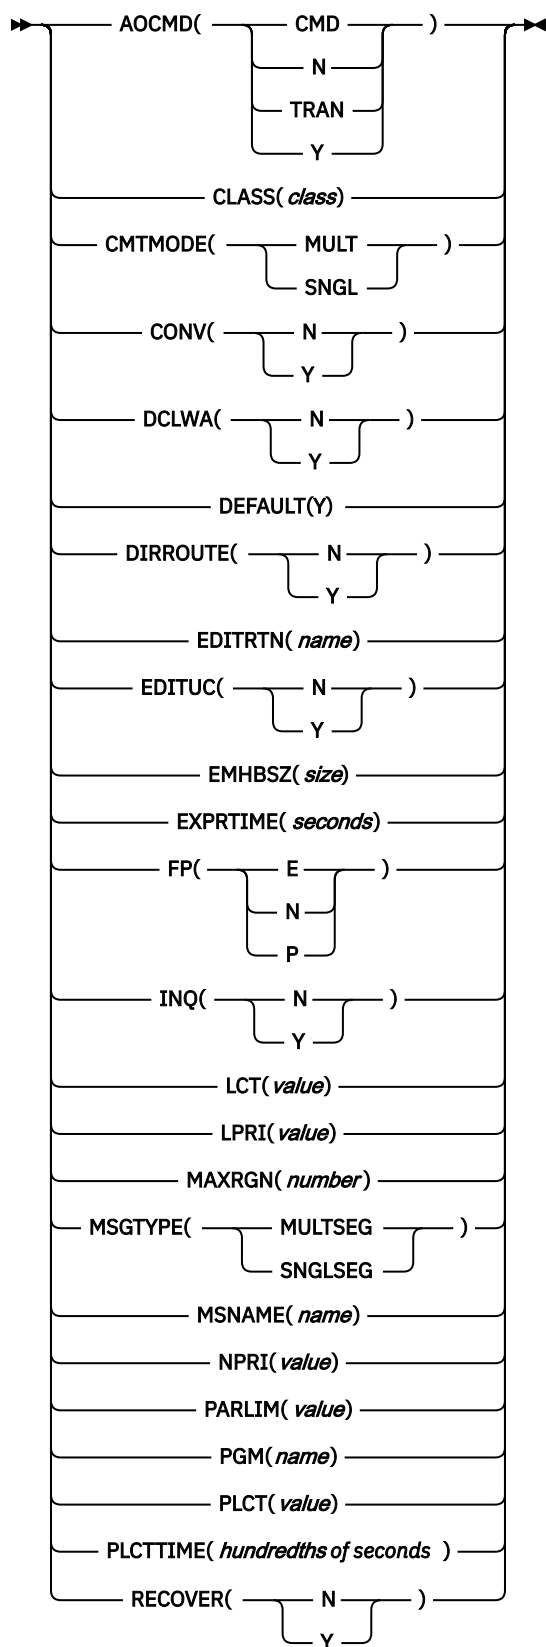 AOCMD( CMD )
N
TRAN
Y
CLASS( class)
CMTMODE( MULT )
SNGL
CONV( N )
Y
DCLWA( N )
Y
DEFAULT(Y)
DIRROUTE( N )
Y
EDITRTN( name)
EDITUC( N )
Y
EMHBSZ( size)
EXPRTIME( seconds)
FP( E )
N
P
INQ( N )
Y
LCT( value)
LPRI( value)
MAXRGN( number)
MSGTYPE( MULTSEG )
SNGLSEG
MSNAME( name)
NPRI( value)
PARLIM( value)
PGM( name)
PLCT( value)
PLCTTIME( hundredths of seconds )
RECOVER( N )
Y